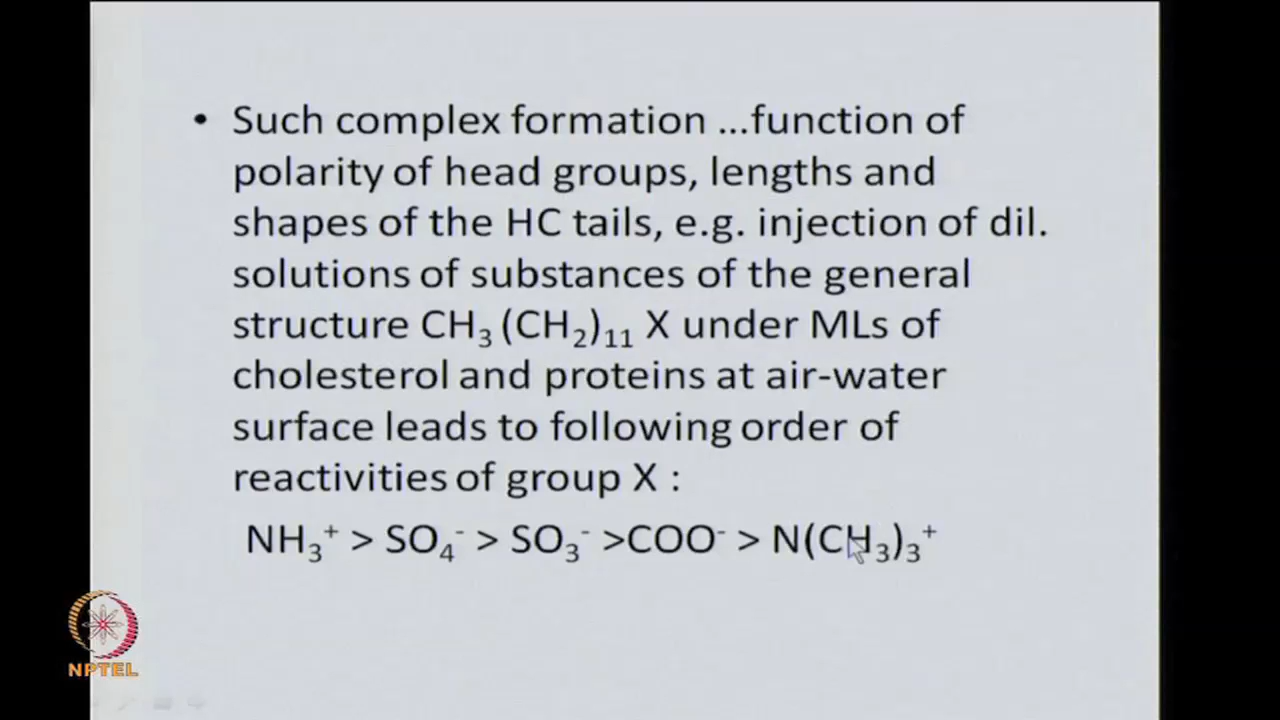 • Such complex formation ...function of
polarity of head groups, lengths and
shapes of the HC tails, e.g. injection of dil.
solutions of substances of the general
structure CH₃ (CH₂)₁₁ X under MLs of
cholesterol and proteins at air-water
surface leads to following order of
reactivities of group X :
NH₃⁺ > SO₄⁻ > SO₃⁻ >COO⁻ > N(CH₃)₃⁺
NPTEL